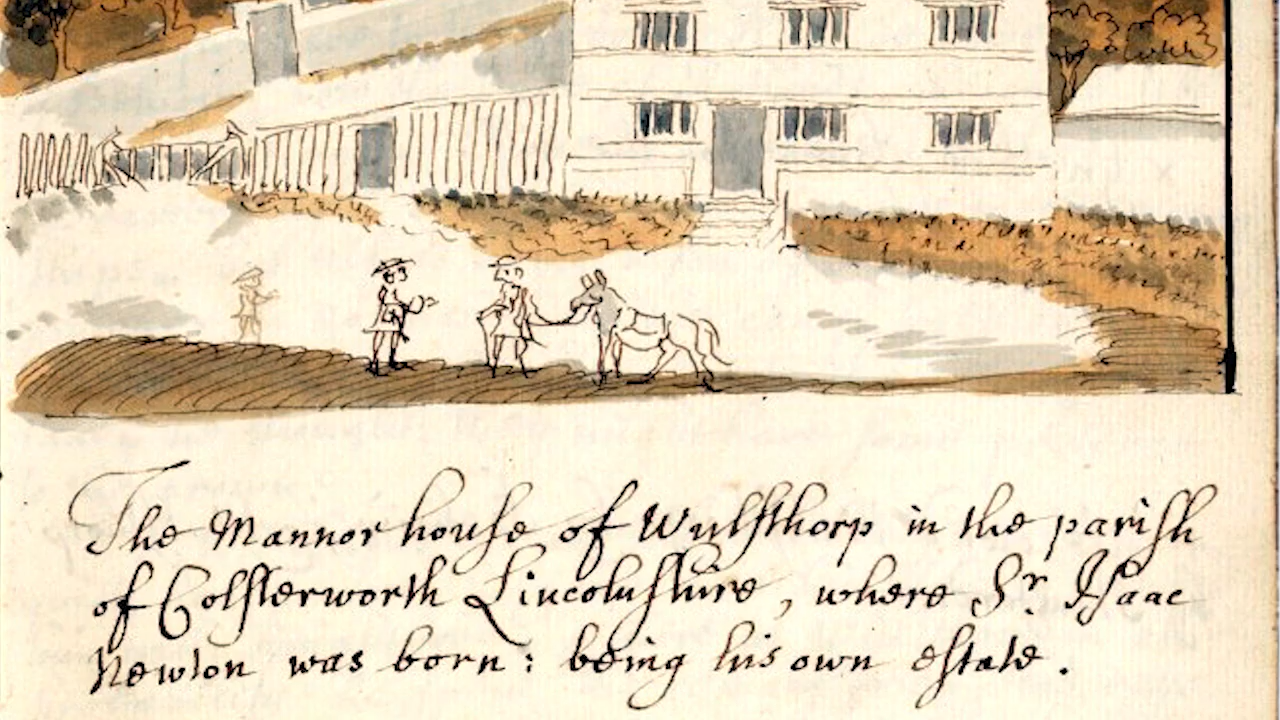 The Mannor house of Wulſthorp in the pariſh
of Colſterworth Lincolnſhire, where Sr. Iſaac
Newton was born: being his own eſtate.